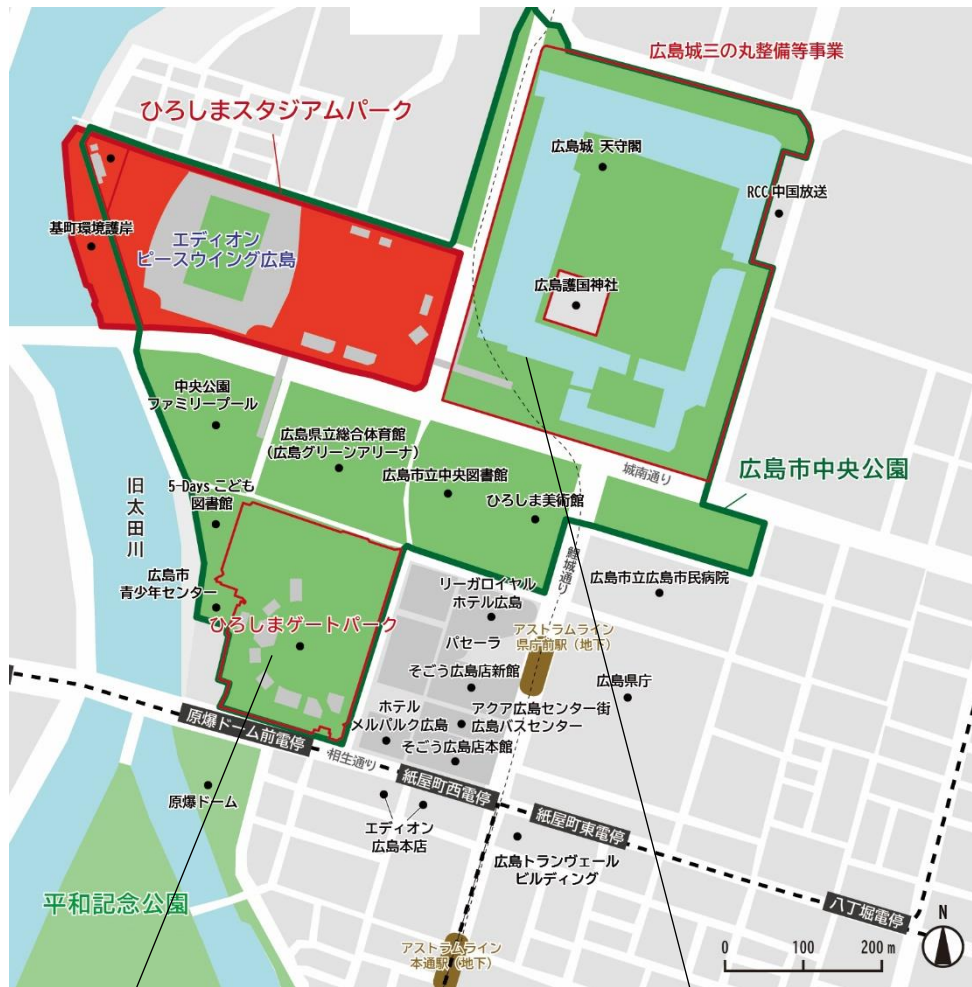 広島城三の丸整備等事業
ひろしまスタジアムパーク
広島城 天守閣
RCC 中国放送
基町環境護岸
エディオン
ピースウイング広島
広島護国神社
中央公園
ファミリープール
広島県立総合体育館
(広島グリーンアリーナ)
広島市立中央図書館
城南通り
広島市中央公園
5-Days こども
図書館
ひろしま美術館
旧太田川
鯉城通り
広島市
青少年センター
リーガロイヤル
ホテル広島
広島市立広島市民病院
ひろしまゲートパーク
アストラムライン
県庁前駅(地下)
パセーラ
そごう広島店新館
広島県庁
ホテル
メルパルク広島
アクア広島センター街
広島バスセンター
原爆ドーム前電停
そごう広島店本館
相生通り
紙屋町西電停
原爆ドーム
紙屋町東電停
エディオン
広島本店
広島トランヴェール
ビルディング
平和記念公園
八丁堀電停
N
アストラムライン
本通駅(地下)
0 100 200 m